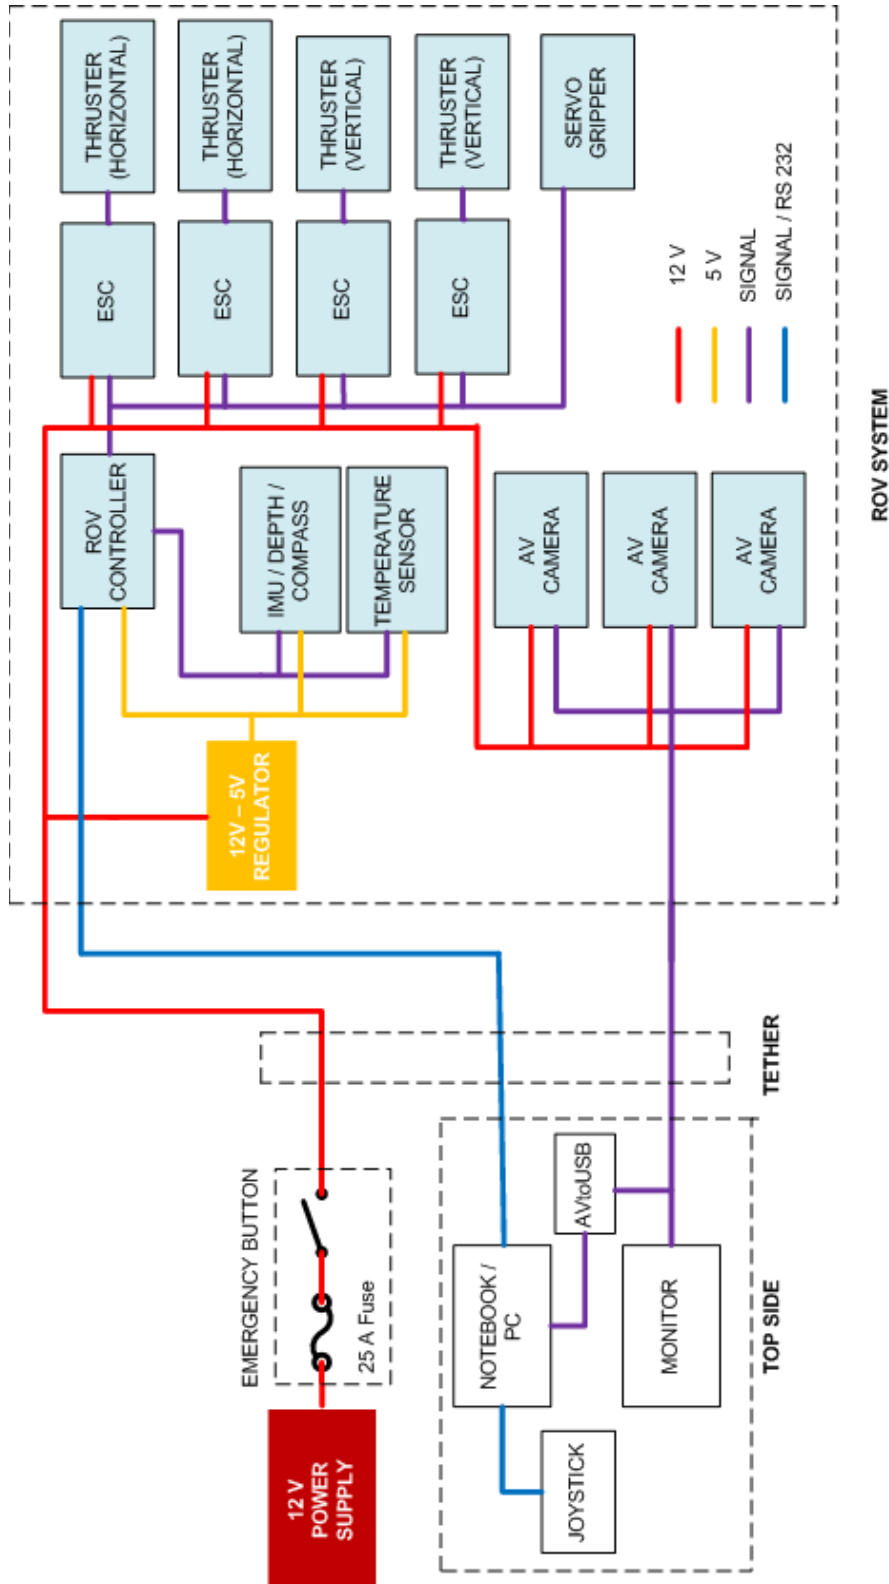 THRUSTER
(HORIZONTAL)
THRUSTER
(HORIZONTAL)
THRUSTER
(VERTICAL)
THRUSTER
(VERTICAL)
SERVO
GRIPPER
ESC
ESC
ESC
ESC
12 V
5 V
SIGNAL
SIGNAL / RS 232
ROV
CONTROLLER
IMU / DEPTH /
COMPASS
TEMPERATURE
SENSOR
AV
CAMERA
AV
CAMERA
AV
CAMERA
12V – 5V
REGULATOR
ROV SYSTEM
TETHER
EMERGENCY BUTTON
25 A Fuse
12 V
POWER
SUPPLY
AVtoUSB
NOTEBOOK /
PC
MONITOR
JOYSTICK
TOP SIDE